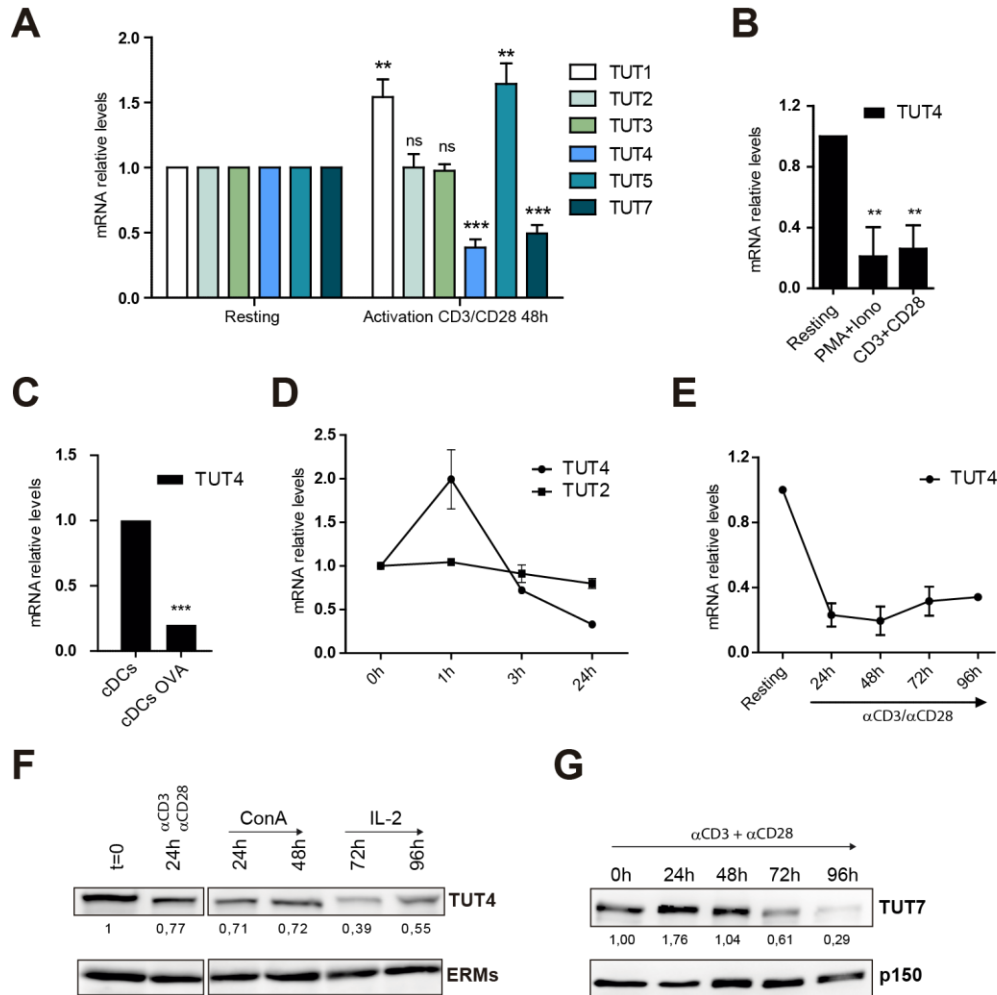 A
mRNA relative levels
2.0
1.5
1.0
0.5
0.0
**
ns
ns
***
**
***
Resting
Activation CD3/CD28 48h
TUT1
TUT2
TUT3
TUT4
TUT5
TUT7
B
mRNA relative levels
1.2
0.8
0.4
0.0
TUT4
**
**
Resting
PMA+Iono
CD3+CD28
C
mRNA relative levels
1.5
1.0
0.5
0.0
TUT4
***
cDCs
cDCs OVA
D
mRNA relative levels
2.5
2.0
1.5
1.0
0.5
0.0
TUT4
TUT2
0h
1h
3h
24h
E
mRNA relative levels
1.2
0.8
0.4
0.0
TUT4
Resting
24h
48h
72h
96h
αCD3/αCD28
F
t=0
αCD3
αCD28
24h
ConA
24h
48h
IL-2
72h
96h
TUT4
1 0,77 0,71 0,72 0,39 0,55
ERMs
G
αCD3 + αCD28
0h 24h 48h 72h 96h
TUT7
1,00 1,76 1,04 0,61 0,29
p150